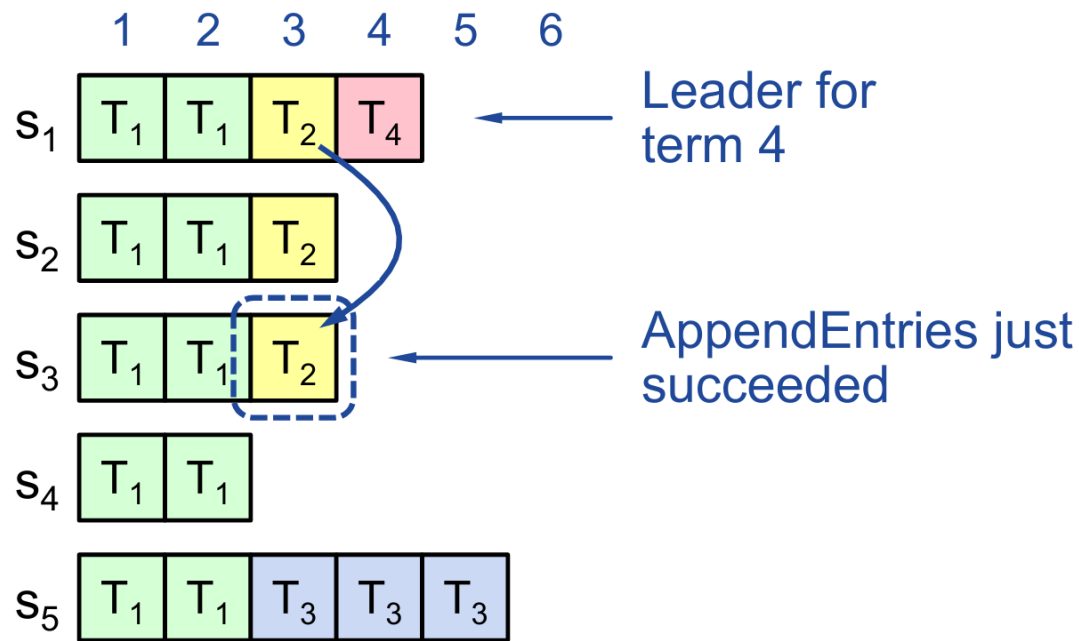 1 2 3 4 5 6
s₁ T₁ T₁ T₂ T₄
Leader for
term 4
s₂ T₁ T₁ T₂
s₃ T₁ T₁ T₂
AppendEntries just
succeeded
s₄ T₁ T₁
s₅ T₁ T₁ T₃ T₃ T₃